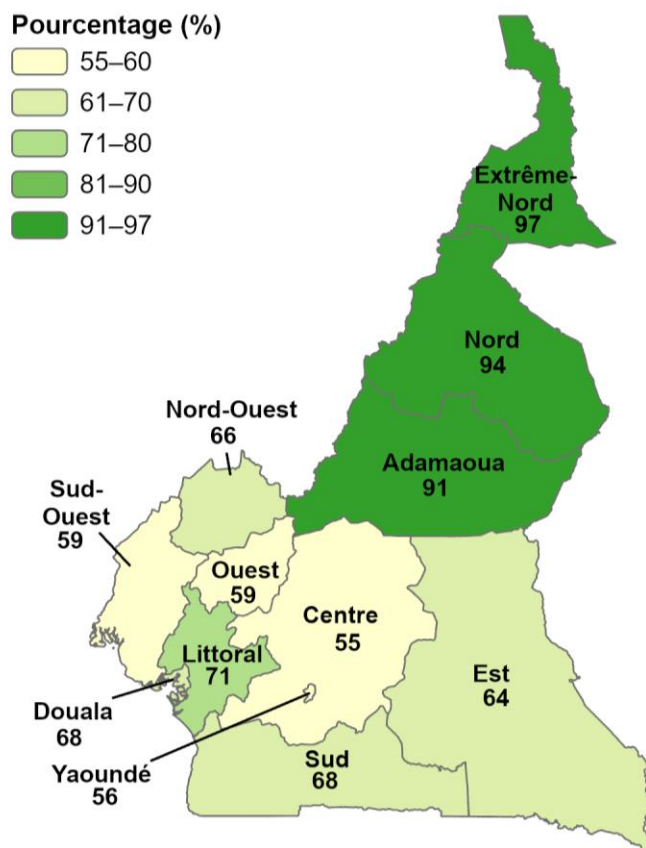 Pourcentage (%)
55–60
61–70
71–80
81–90
91–97
Extrême-
Nord
97
Nord
94
Adamaoua
91
Nord-Ouest
66
Sud-
Ouest
59
Ouest
59
Centre
55
Littoral
71
Est
64
Douala
68
Yaoundé
56
Sud
68